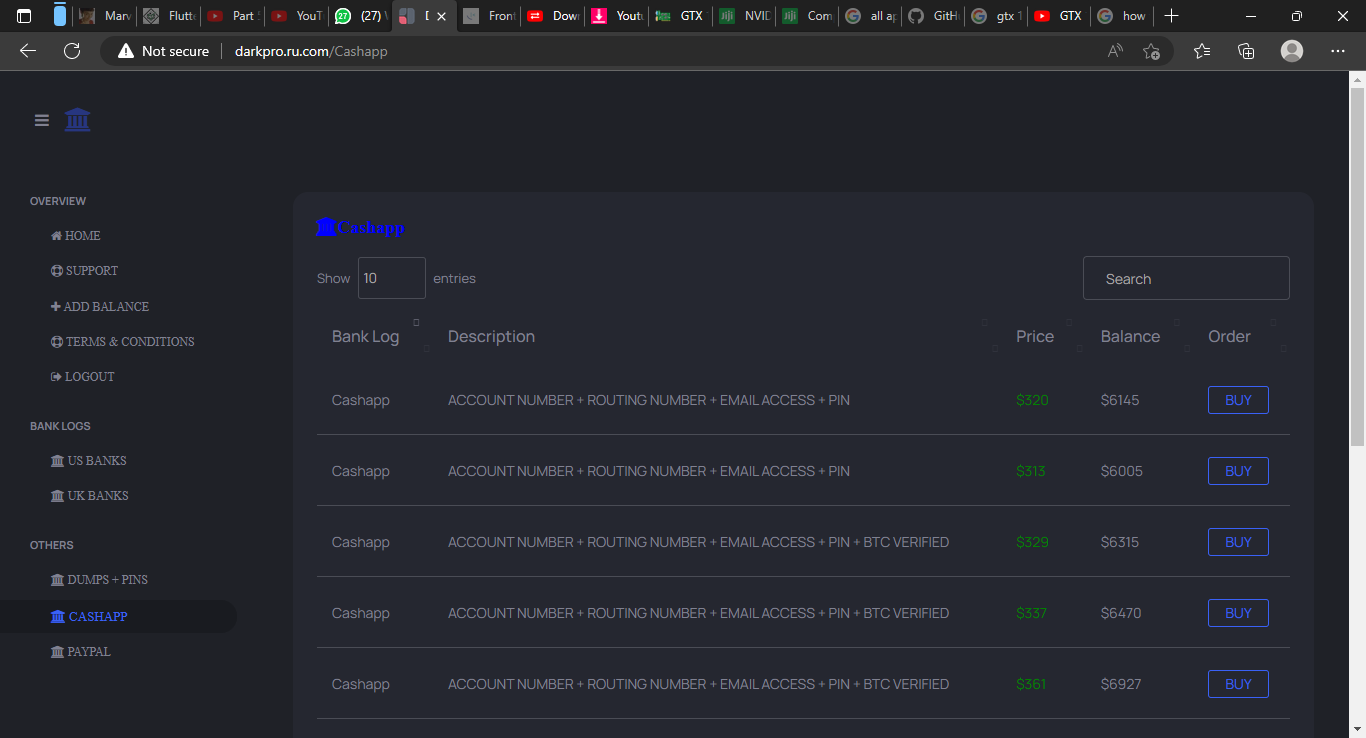 Marv
Flutt
Part
YouT
27
(27)
Front
Dow
Youtu
GTX
NVID
Com
all ap
GitH
gtx 1
GTX
how
Not secure
darkpro.ru.com/Cashapp
OVERVIEW
HOME
SUPPORT
ADD BALANCE
TERMS & CONDITIONS
LOGOUT
BANK LOGS
US BANKS
UK BANKS
OTHERS
DUMPS + PINS
CASHAPP
PAYPAL
Cashapp
Show 10 entries
Search
Bank Log Description Price Balance Order
Cashapp ACCOUNT NUMBER + ROUTING NUMBER + EMAIL ACCESS + PIN $320 $6145 BUY
Cashapp ACCOUNT NUMBER + ROUTING NUMBER + EMAIL ACCESS + PIN $313 $6005 BUY
Cashapp ACCOUNT NUMBER + ROUTING NUMBER + EMAIL ACCESS + PIN + BTC VERIFIED $329 $6315 BUY
Cashapp ACCOUNT NUMBER + ROUTING NUMBER + EMAIL ACCESS + PIN + BTC VERIFIED $337 $6470 BUY
Cashapp ACCOUNT NUMBER + ROUTING NUMBER + EMAIL ACCESS + PIN + BTC VERIFIED $361 $6927 BUY